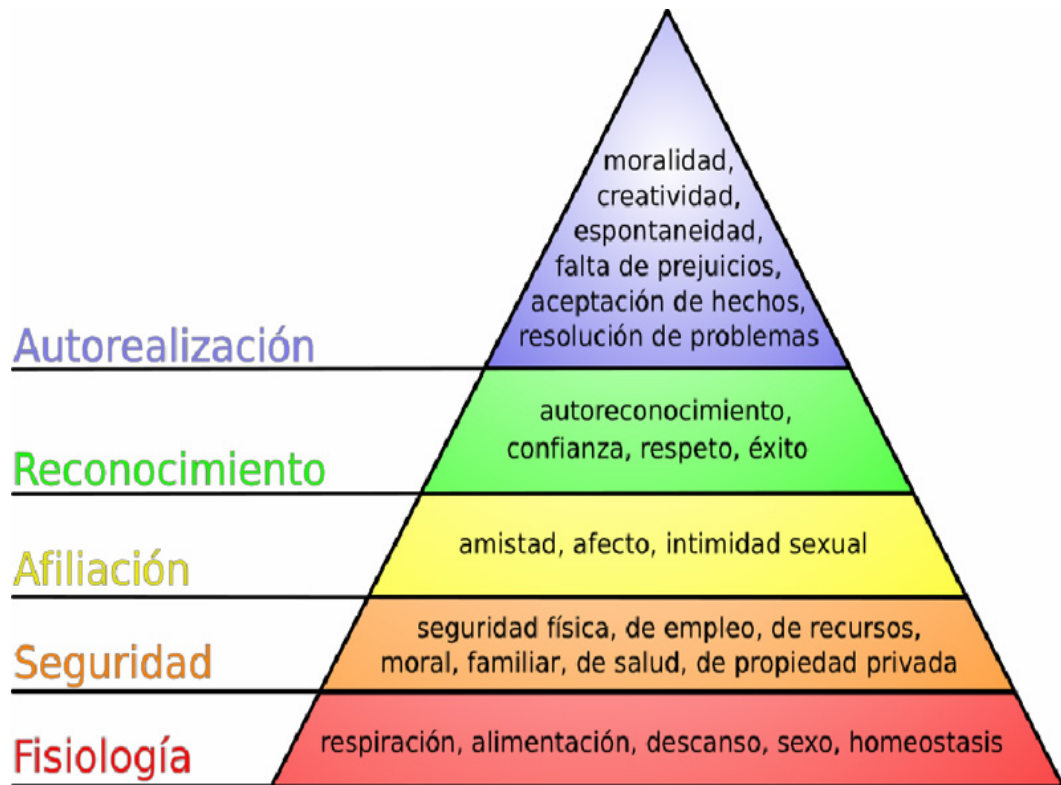 moralidad,
creatividad,
espontaneidad,
falta de prejuicios,
aceptación de hechos,
resolución de problemas
Autorealización
autoreconocimiento,
confianza, respeto, éxito
Reconocimiento
amistad, afecto, intimidad sexual
Afiliación
seguridad física, de empleo, de recursos,
moral, familiar, de salud, de propiedad privada
Seguridad
respiración, alimentación, descanso, sexo, homeostasis
Fisiología